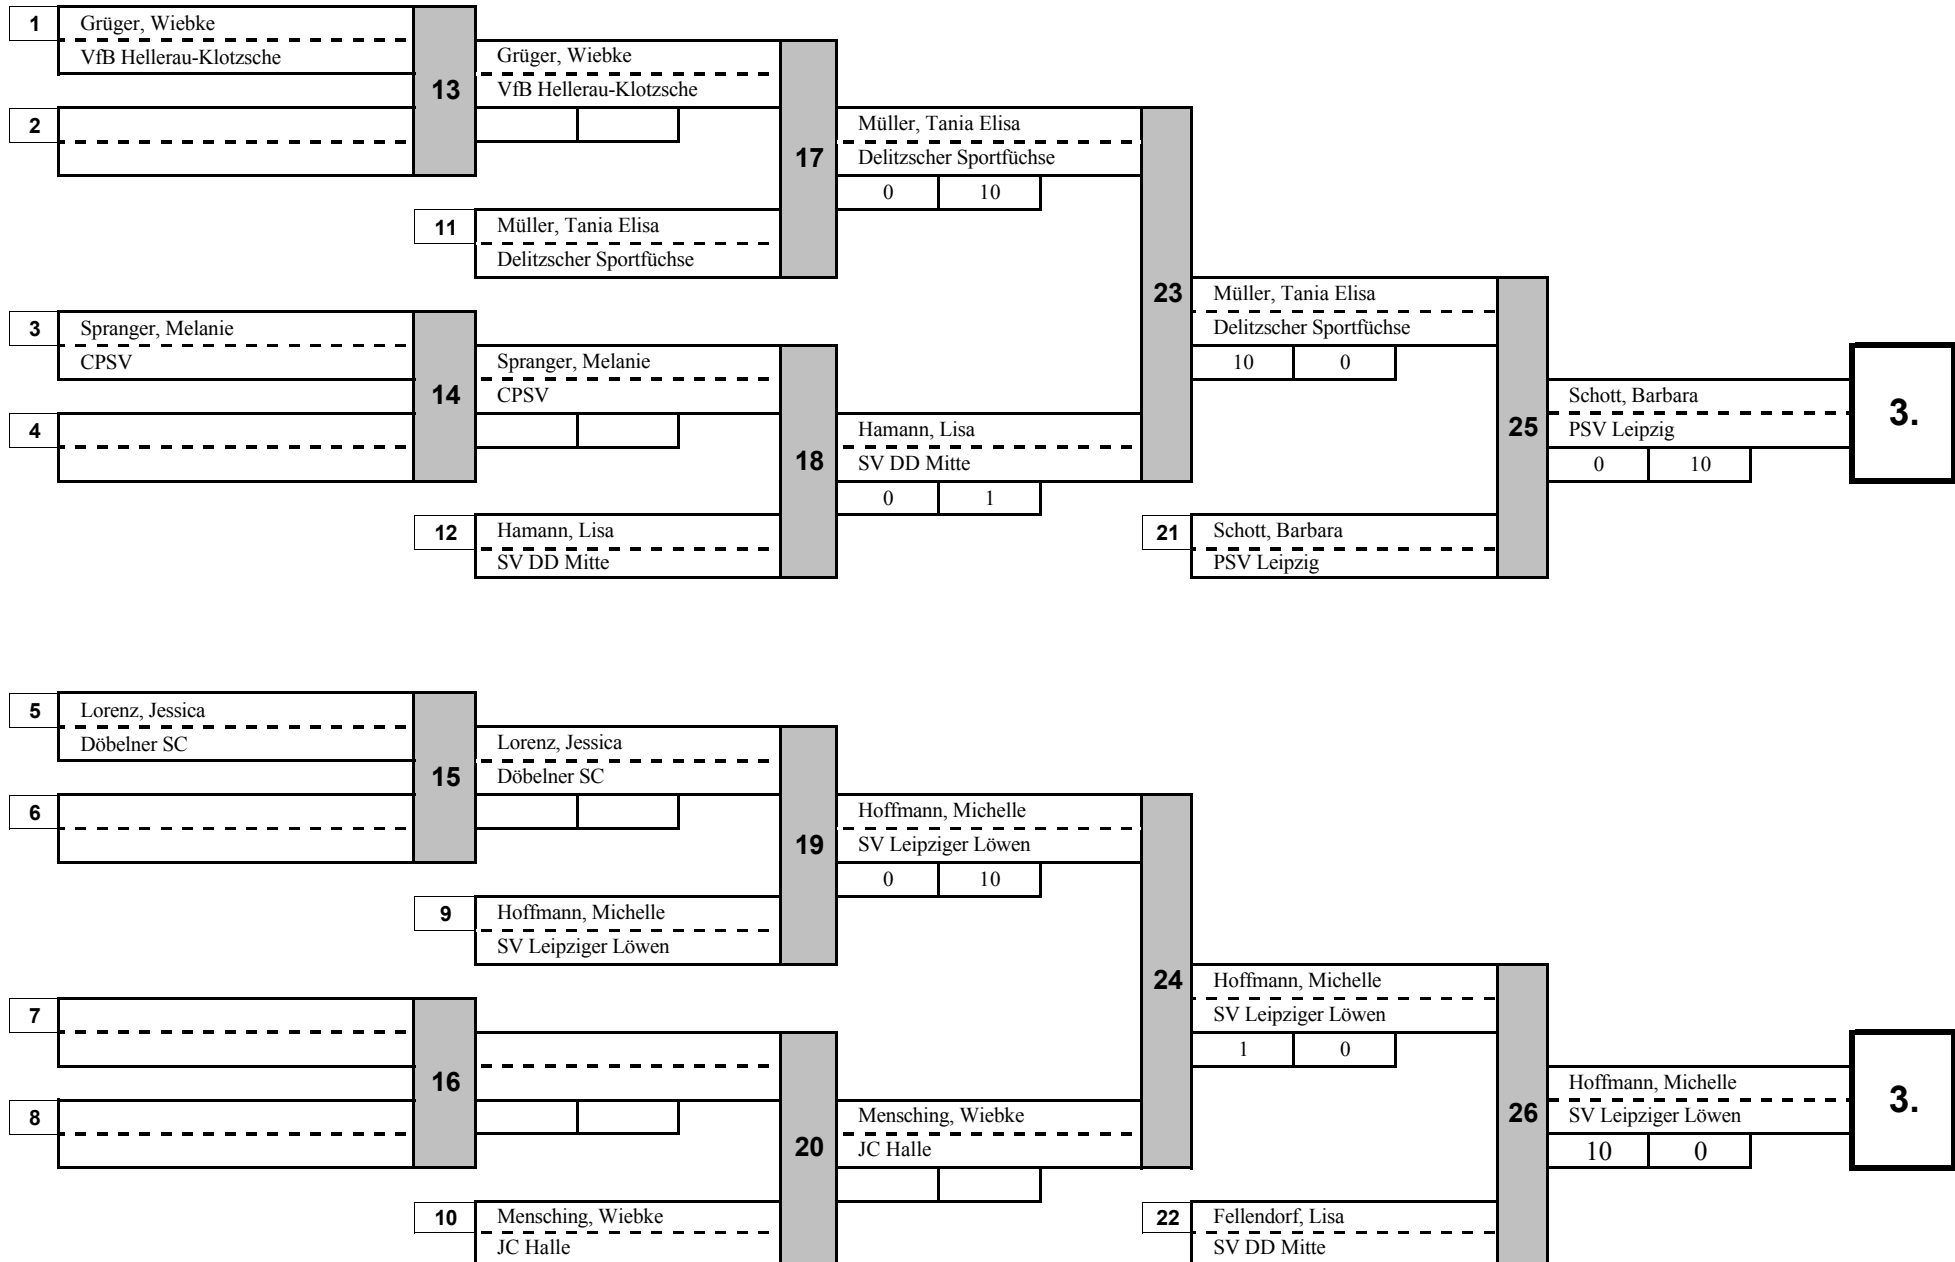 1 Grüger, Wiebke
VfB Hellerau-Klotzsche
13
Grüger, Wiebke
VfB Hellerau-Klotzsche
2
17
Müller, Tania Elisa
Delitzscher Sportfüchse
0 10
11 Müller, Tania Elisa
Delitzscher Sportfüchse
23
Müller, Tania Elisa
Delitzscher Sportfüchse
10 0
3 Spranger, Melanie
CPSV
14
Spranger, Melanie
CPSV
4
18
Hamann, Lisa
SV DD Mitte
0 1
12 Hamann, Lisa
SV DD Mitte
25
Schott, Barbara
PSV Leipzig
0 10
3.
21 Schott, Barbara
PSV Leipzig
5 Lorenz, Jessica
Döbelner SC
15
Lorenz, Jessica
Döbelner SC
6
19
Hoffmann, Michelle
SV Leipziger Löwen
0 10
9 Hoffmann, Michelle
SV Leipziger Löwen
24
Hoffmann, Michelle
SV Leipziger Löwen
1 0
7
16
8
20
Mensching, Wiebke
JC Halle
10 Mensching, Wiebke
JC Halle
26
Hoffmann, Michelle
SV Leipziger Löwen
10 0
3.
22 Fellendorf, Lisa
SV DD Mitte